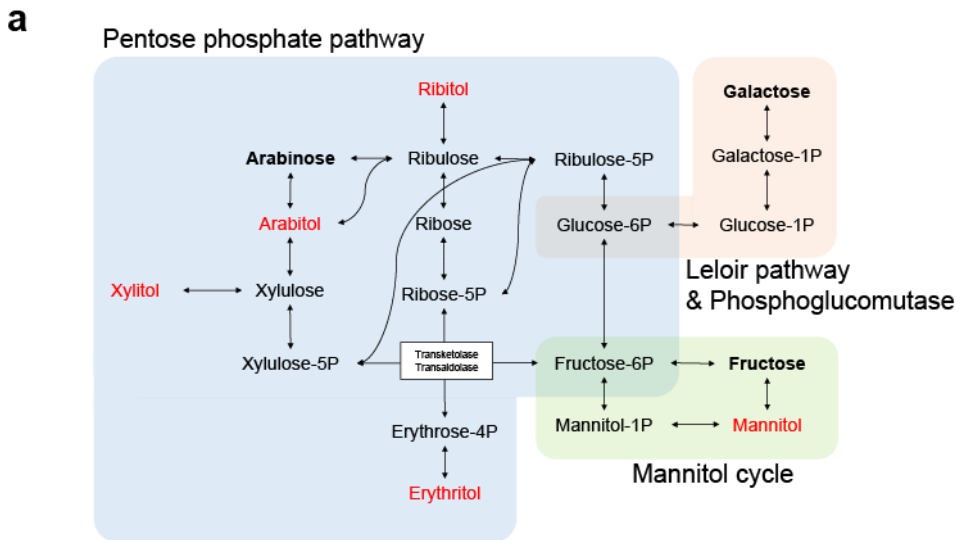 a
Pentose phosphate pathway
Ribitol
Galactose
Arabinose
Ribulose
Ribulose-5P
Galactose-1P
Arabitol
Ribose
Glucose-6P
Glucose-1P
Leloir pathway
& Phosphoglucomutase
Xylitol
Xylulose
Ribose-5P
Xylulose-5P
Transketolase
Transaldolase
Fructose-6P
Fructose
Erythrose-4P
Mannitol-1P
Mannitol
Mannitol cycle
Erythritol